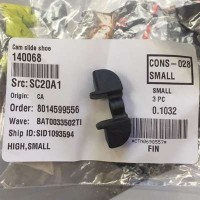 Cam slide shoe
140068
CONS-028
SMALL
Src:SC20A1
SMALL
3 PC
Origin: CA
0.1032
Order: 8014599556
Wave: BAT0033502TI
Ship ID:SID1093594
FIN
HIGH,SMALL